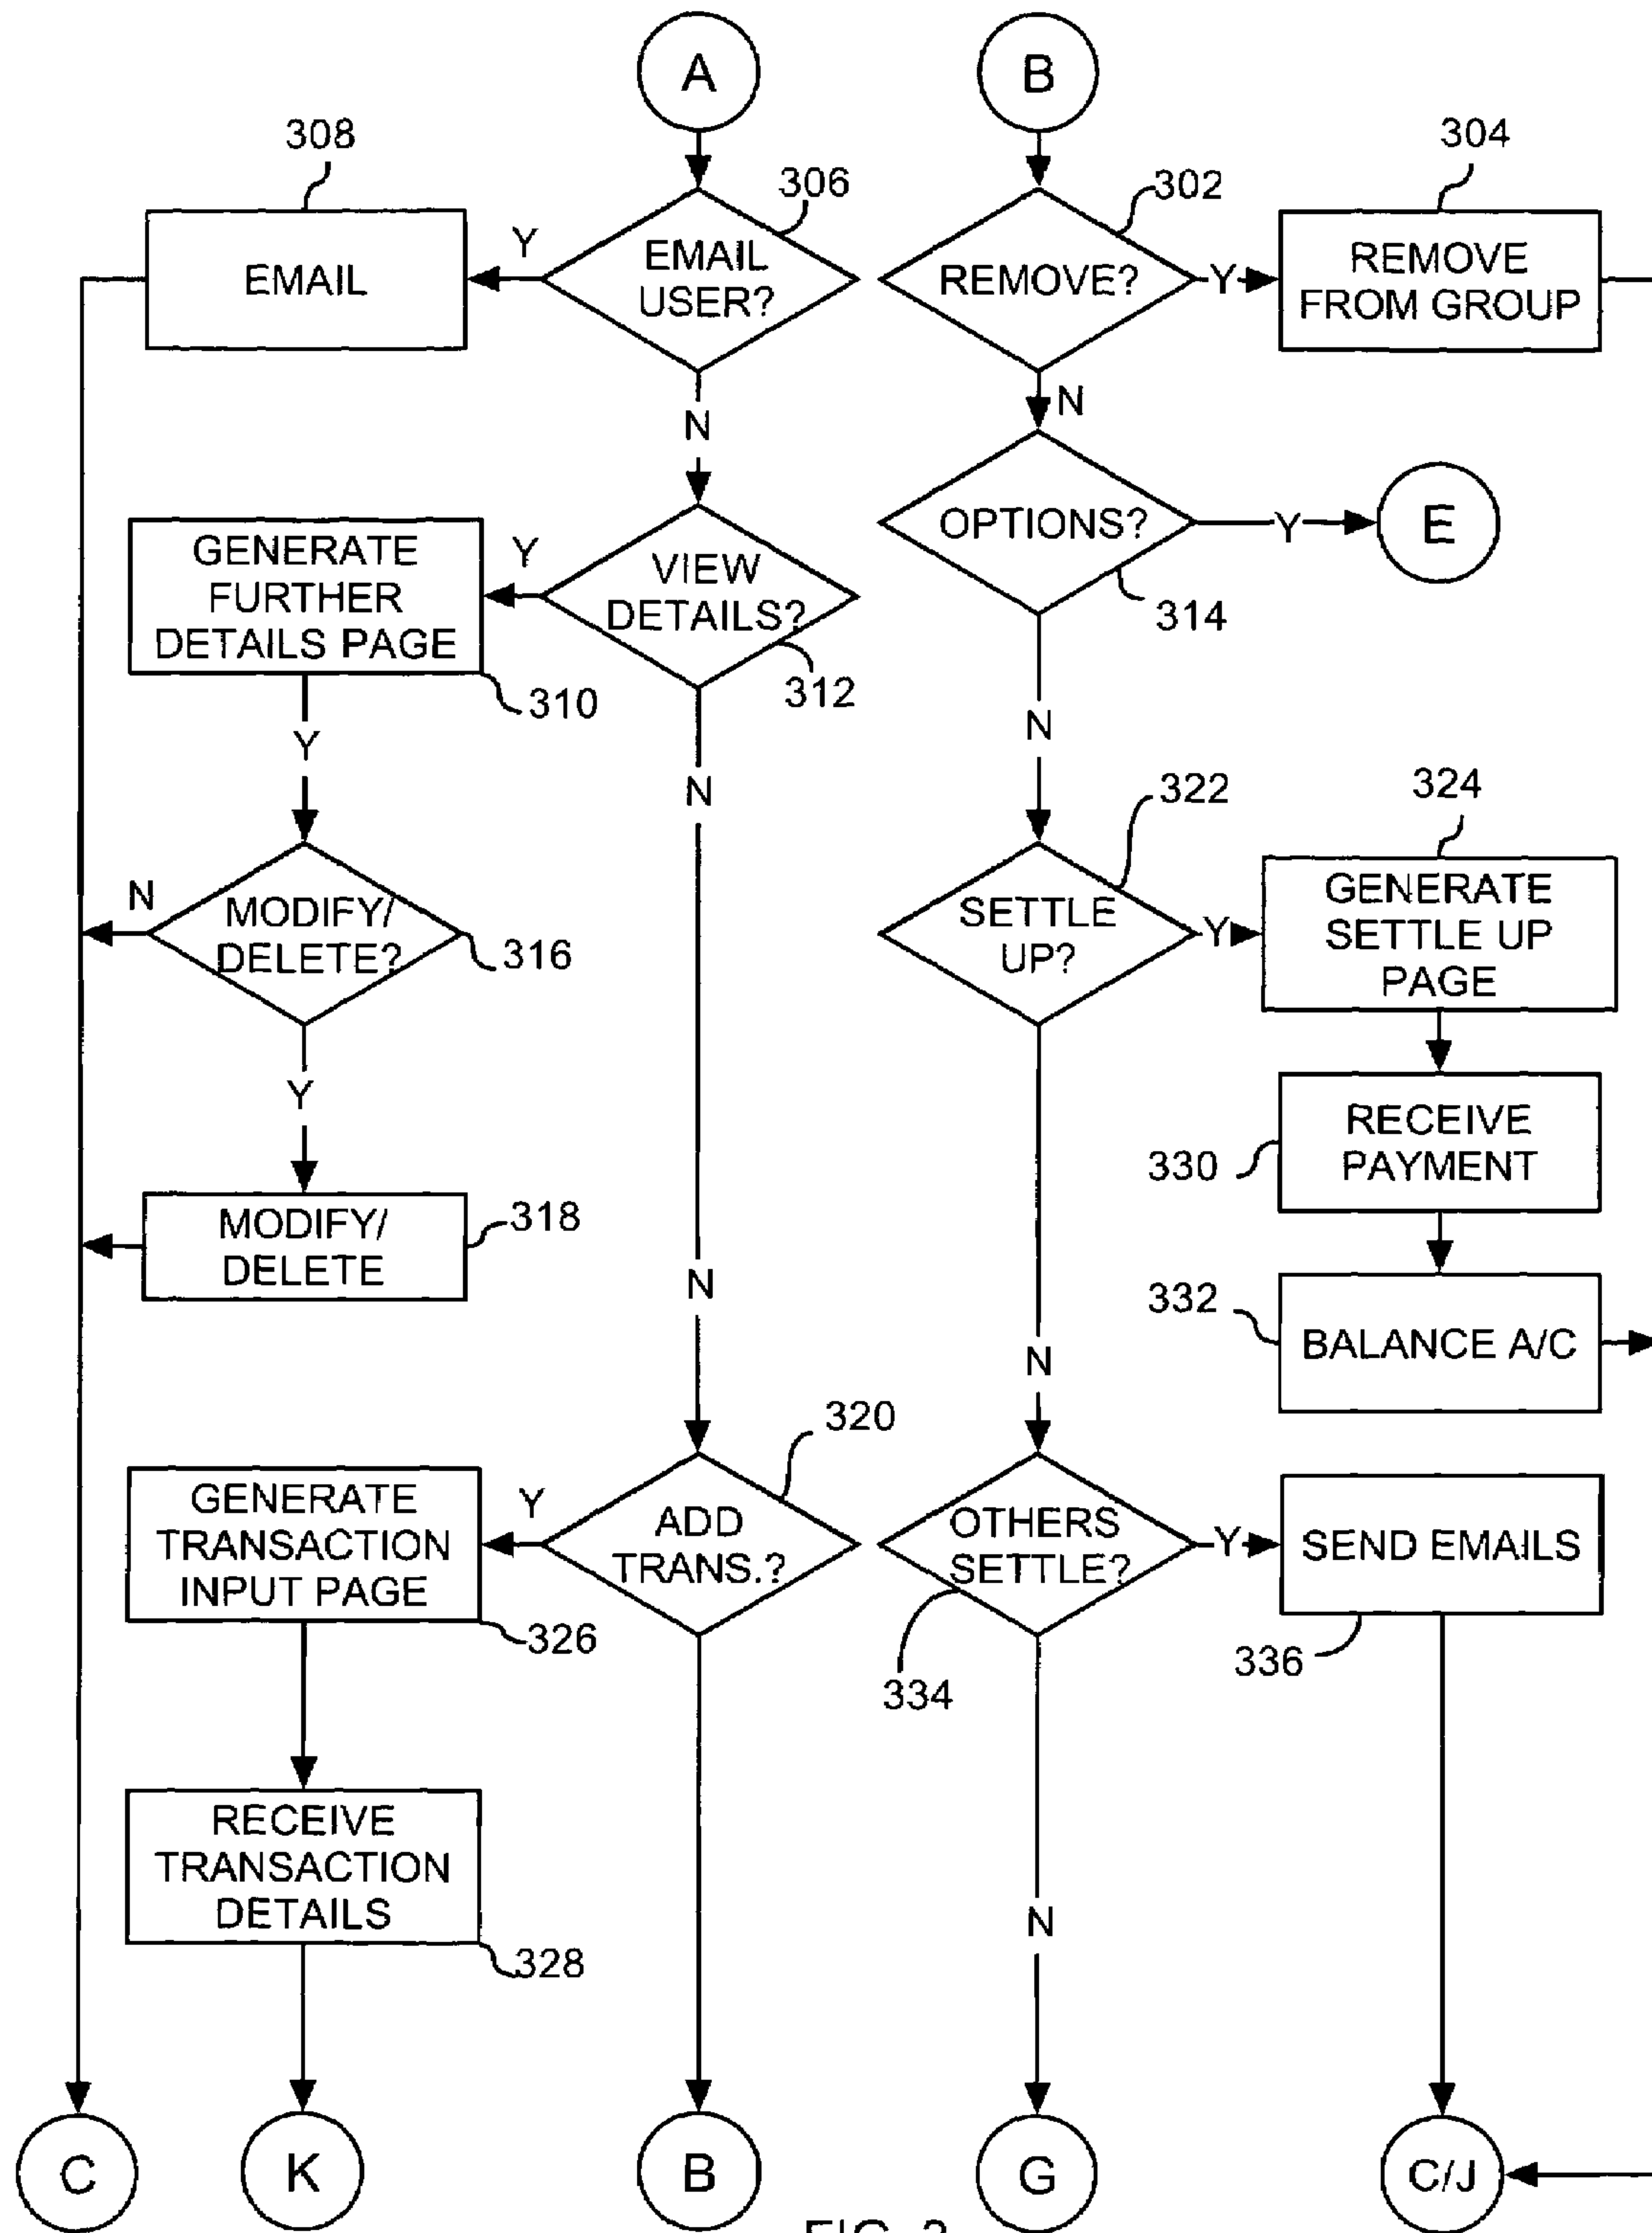 A
B
308
306
302
304
EMAIL
Y
EMAIL
USER?
REMOVE?
Y
REMOVE
FROM GROUP
N
N
GENERATE
FURTHER
DETAILS PAGE
310
Y
VIEW
DETAILS?
312
OPTIONS?
314
Y
E
Y
N
N
322
324
N
MODIFY/
DELETE?
316
SETTLE
UP?
Y
GENERATE
SETTLE UP
PAGE
Y
330
RECEIVE
PAYMENT
MODIFY/
DELETE
318
N
N
332
BALANCE A/C
320
GENERATE
TRANSACTION
INPUT PAGE
326
Y
ADD
TRANS.?
OTHERS
SETTLE?
334
Y
SEND EMAILS
336
RECEIVE
TRANSACTION
DETAILS
328
N
C
K
B
G
C/J